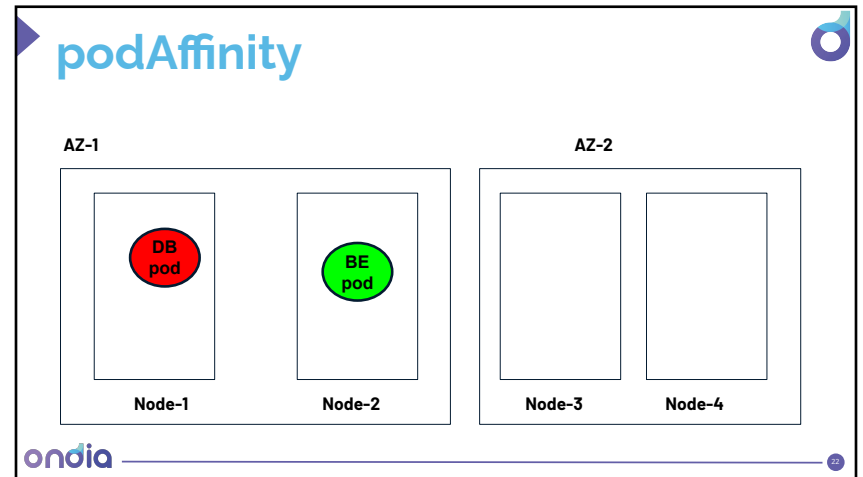 podAffinity
AZ-1
AZ-2
DB
pod
BE
pod
Node-1
Node-2
Node-3
Node-4
ondia
22